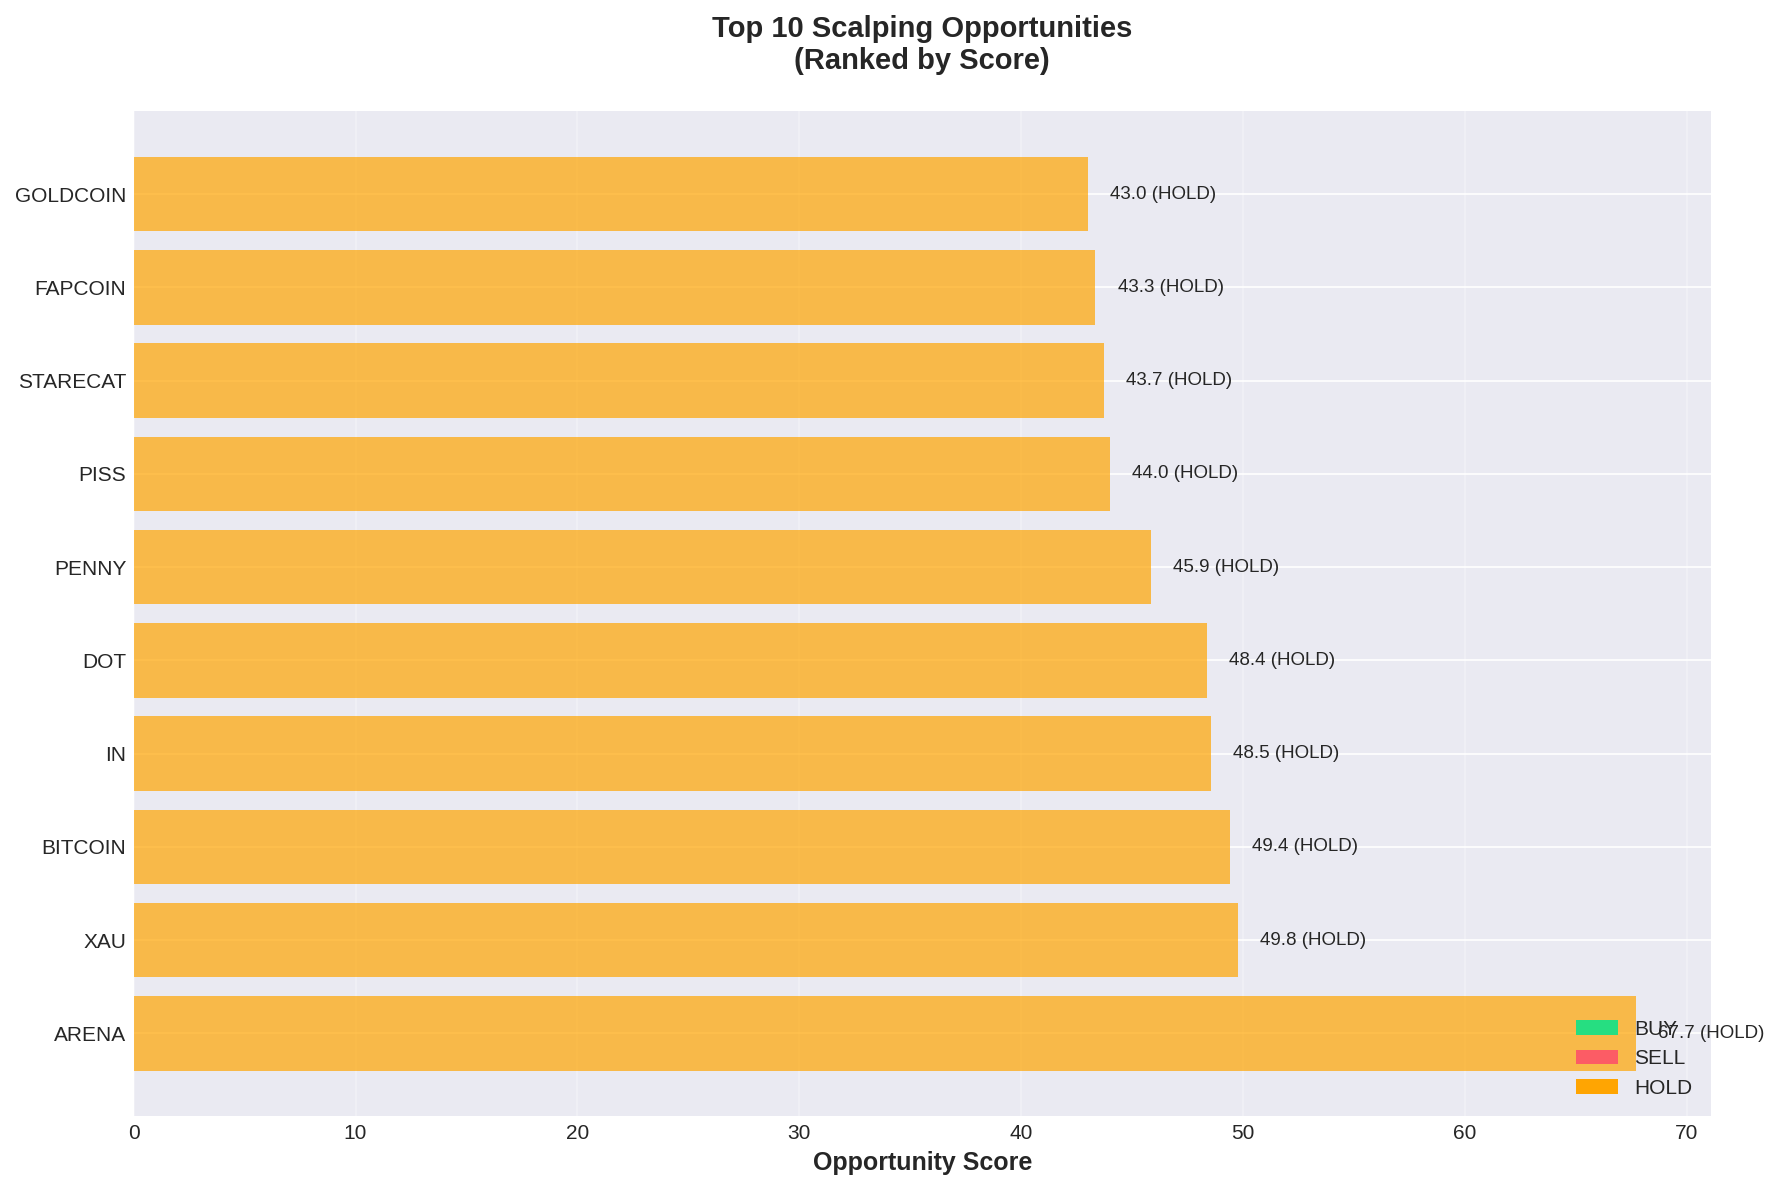 Top 10 Scalping Opportunities
(Ranked by Score)
GOLDCOIN 43.0 (HOLD)
FAPCOIN 43.3 (HOLD)
STARECAT 43.7 (HOLD)
PISS 44.0 (HOLD)
PENNY 45.9 (HOLD)
DOT 48.4 (HOLD)
IN 48.5 (HOLD)
BITCOIN 49.4 (HOLD)
XAU 49.8 (HOLD)
ARENA 67.7 (HOLD)
BUY
SELL
HOLD
0 10 20 30 40 50 60 70
Opportunity Score